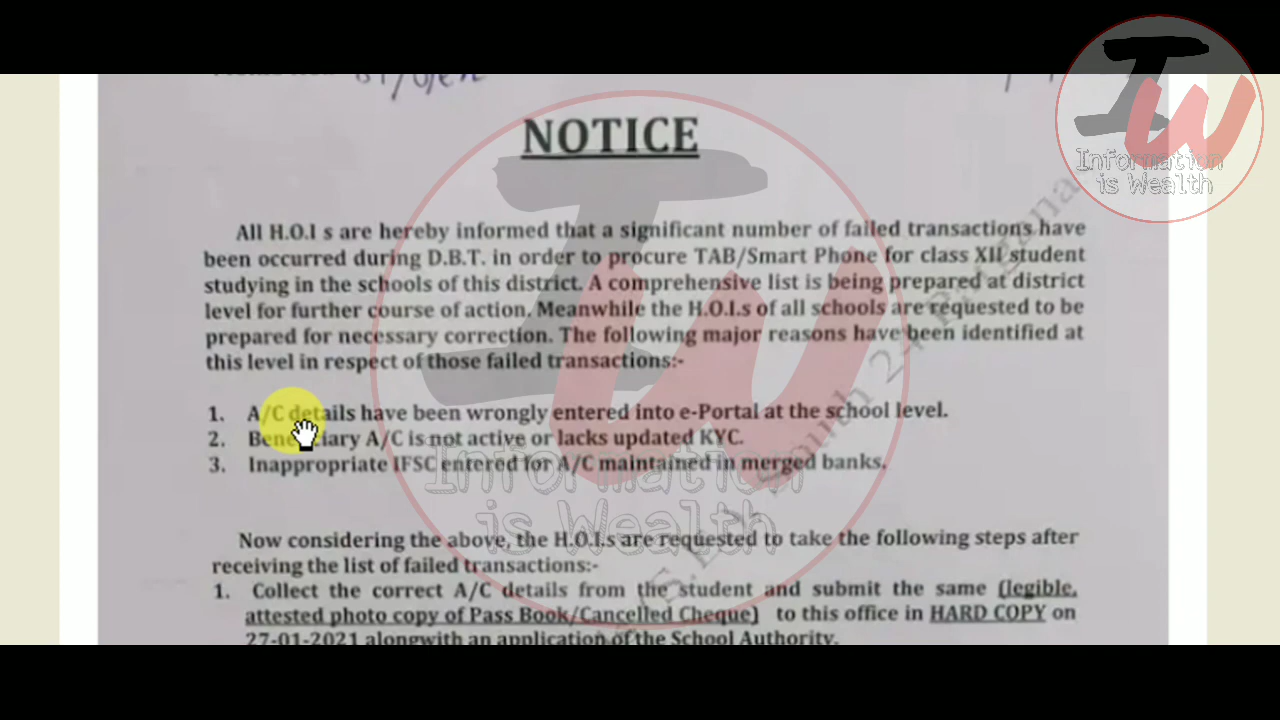 Information
is Wealth
NOTICE
All H.O.I s are hereby informed that a significant number of failed transactions have
been occurred during D.B.T. in order to procure TAB/Smart Phone for class XII student
studying in the schools of this district. A comprehensive list is being prepared at district
level for further course of action. Meanwhile the H.O.I.s of all schools are requested to be
prepared for necessary correction. The following major reasons have been identified at
this level in respect of those failed transactions:-
1. A/C details have been wrongly entered into e-Portal at the school level.
2. Beneficiary A/C is not active or lacks updated KYC.
3. Inappropriate IFSC entered for A/C maintained in merged banks.
Information
is Wealth
Now considering the above, the H.O.I.s are requested to take the following steps after
receiving the list of failed transactions:-
1. Collect the correct A/C details from the student and submit the same (legible,
attested photo copy of Pass Book/Cancelled Cheque) to this office in HARD COPY on
27-01-2021 alongwith an application of the School Authority.
South 24